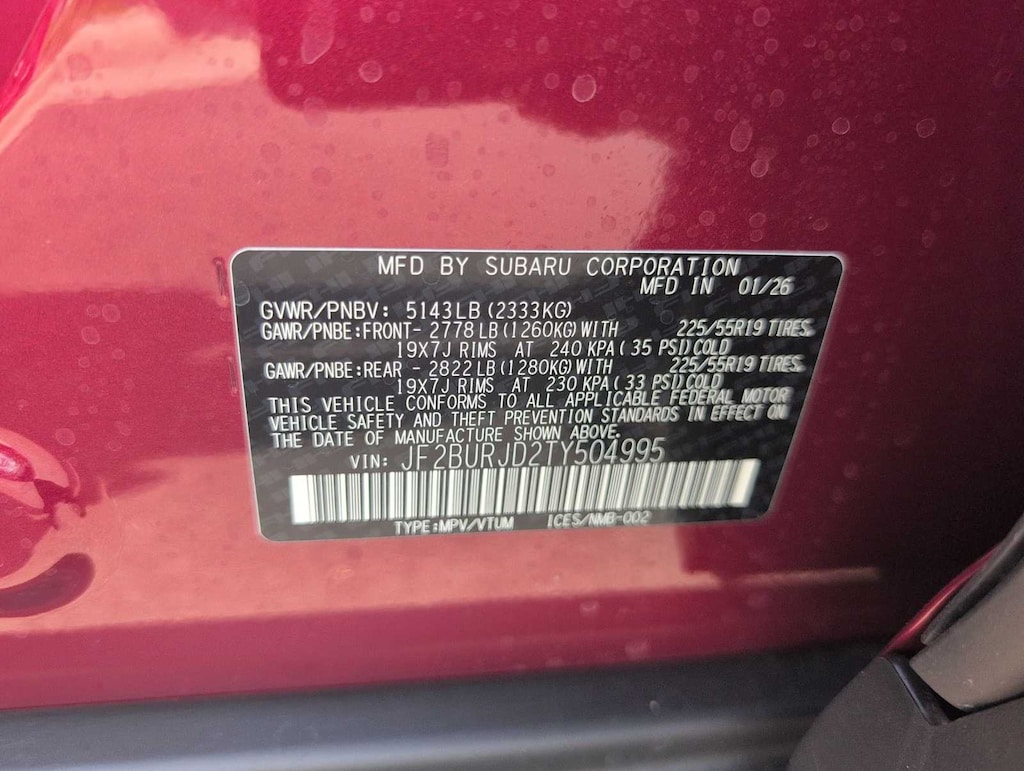 MFD BY SUBARU CORPORATION
MFD IN 01/26
GVWR/PNBV: 5143LB (2333KG)
GAWR/PNBE:FRONT- 2778 LB (1260KG) WITH 225/55R19 TIRES
19X7J RIMS AT 240 KPA ( 35 PSI) COLD
GAWR/PNBE:REAR - 2822 LB (1280KG) WITH 225/55R19 TIRES
19X7J RIMS AT 230 KPA ( 33 PSI) COLD
THIS VEHICLE CONFORMS TO ALL APPLICABLE FEDERAL MOTOR
VEHICLE SAFETY AND THEFT PREVENTION STANDARDS IN EFFECT ON
THE DATE OF MANUFACTURE SHOWN ABOVE.
VIN: JF2BURJD2TY504995
TYPE:MPV/VTUM ICES/NMB-002